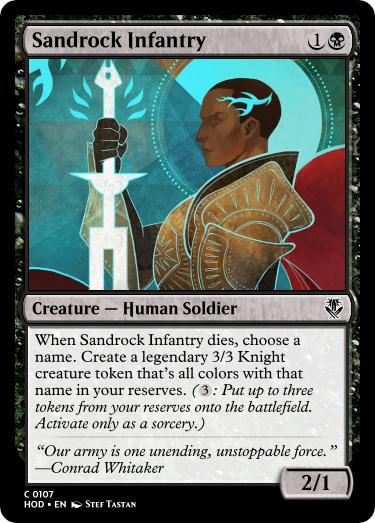 Sandrock Infantry 1
Creature — Human Soldier
When Sandrock Infantry dies, choose a
name. Create a legendary 3/3 Knight
creature token that's all colors with that
name in your reserves. (3: Put up to three
tokens from your reserves onto the battlefield.
Activate only as a sorcery.)
"Our army is one unending, unstoppable force."
—Conrad Whitaker
2/1
C 0107
HOD • EN Stef Tastan